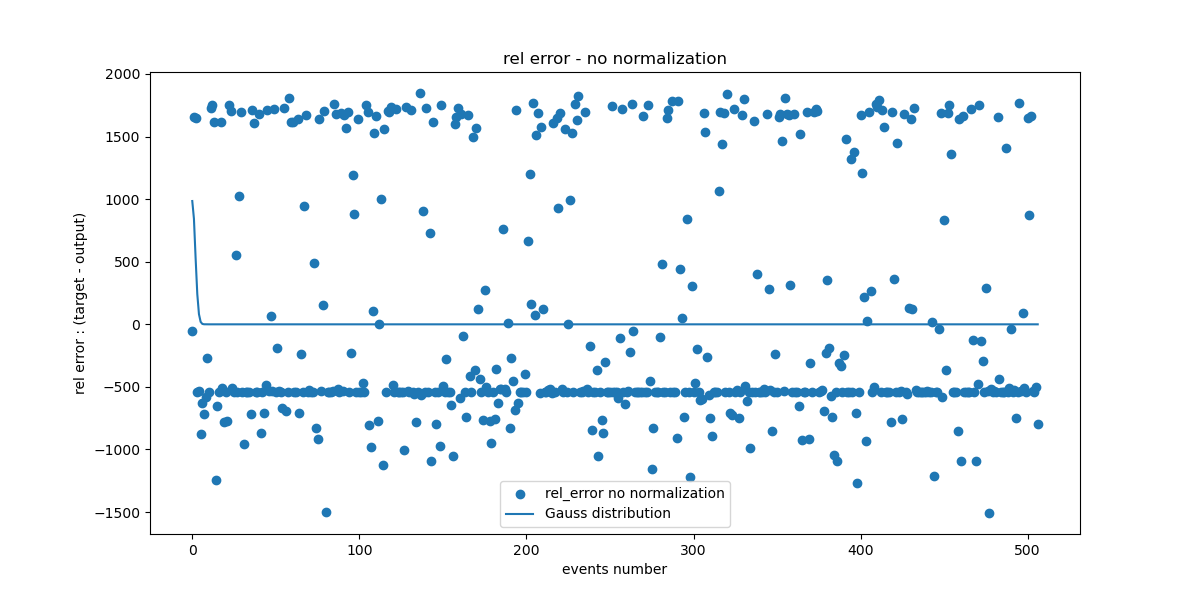 rel error - no normalization
2000
1500
1000
500
0
−500
−1000
−1500
rel error : (target - output)
rel_error no normalization
Gauss distribution
0 100 200 300 400 500
events number